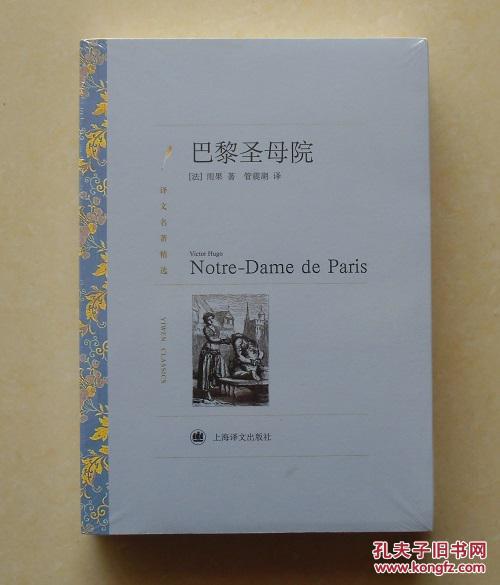 巴黎圣母院
[法] 雨果 著 管震湖 译
译文名著精选
Victor Hugo
Notre-Dame de Paris
YIWEN CLASSICS
上海译文出版社
孔夫子旧书网
www.kongfz.com